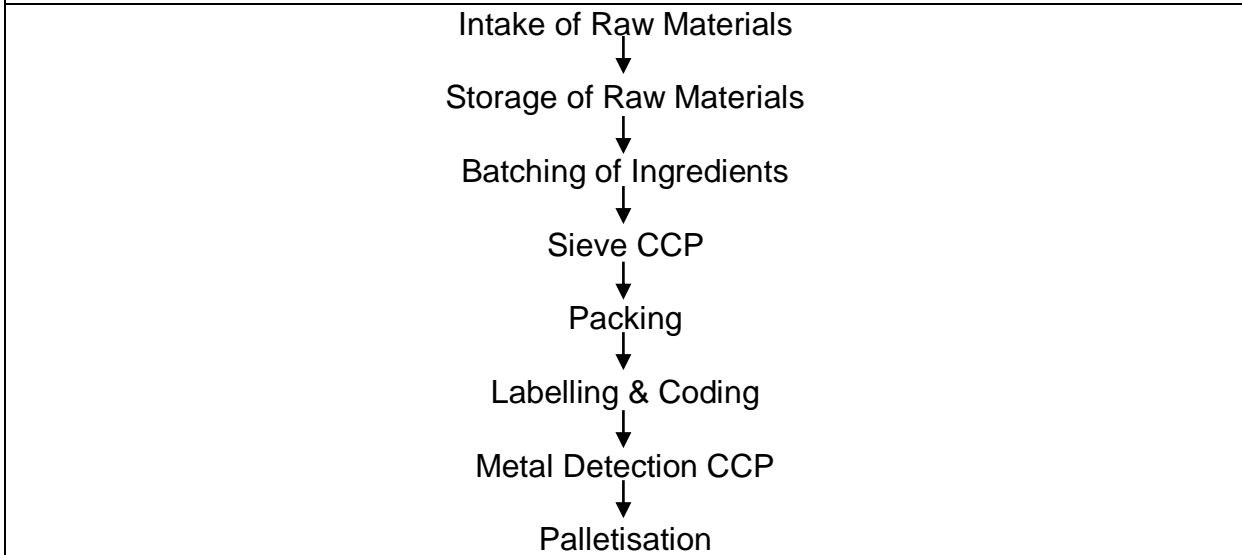 Intake of Raw Materials
Storage of Raw Materials
Batching of Ingredients
Sieve CCP
Packing
Labelling & Coding
Metal Detection CCP
Palletisation